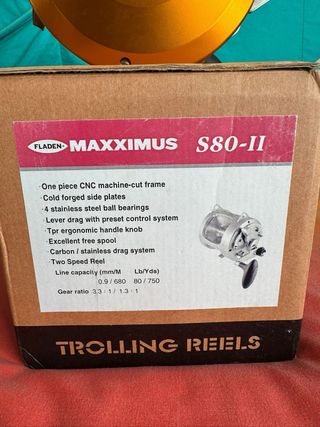 FLADEN MAXXIMUS S80-II
· One piece CNC machine-cut frame
· Cold forged side plates
· 4 stainless steel ball bearings
· Lever drag with preset control system
· Tpr ergonomic handle knob
· Excellent free spool
· Carbon / stainless drag system
· Two Speed Reel
Line capacity (mm/M Lb/Yds)
0.9 / 680 80 / 750
Gear ratio 3.3 : 1 / 1.3 : 1
TROLLING REELS